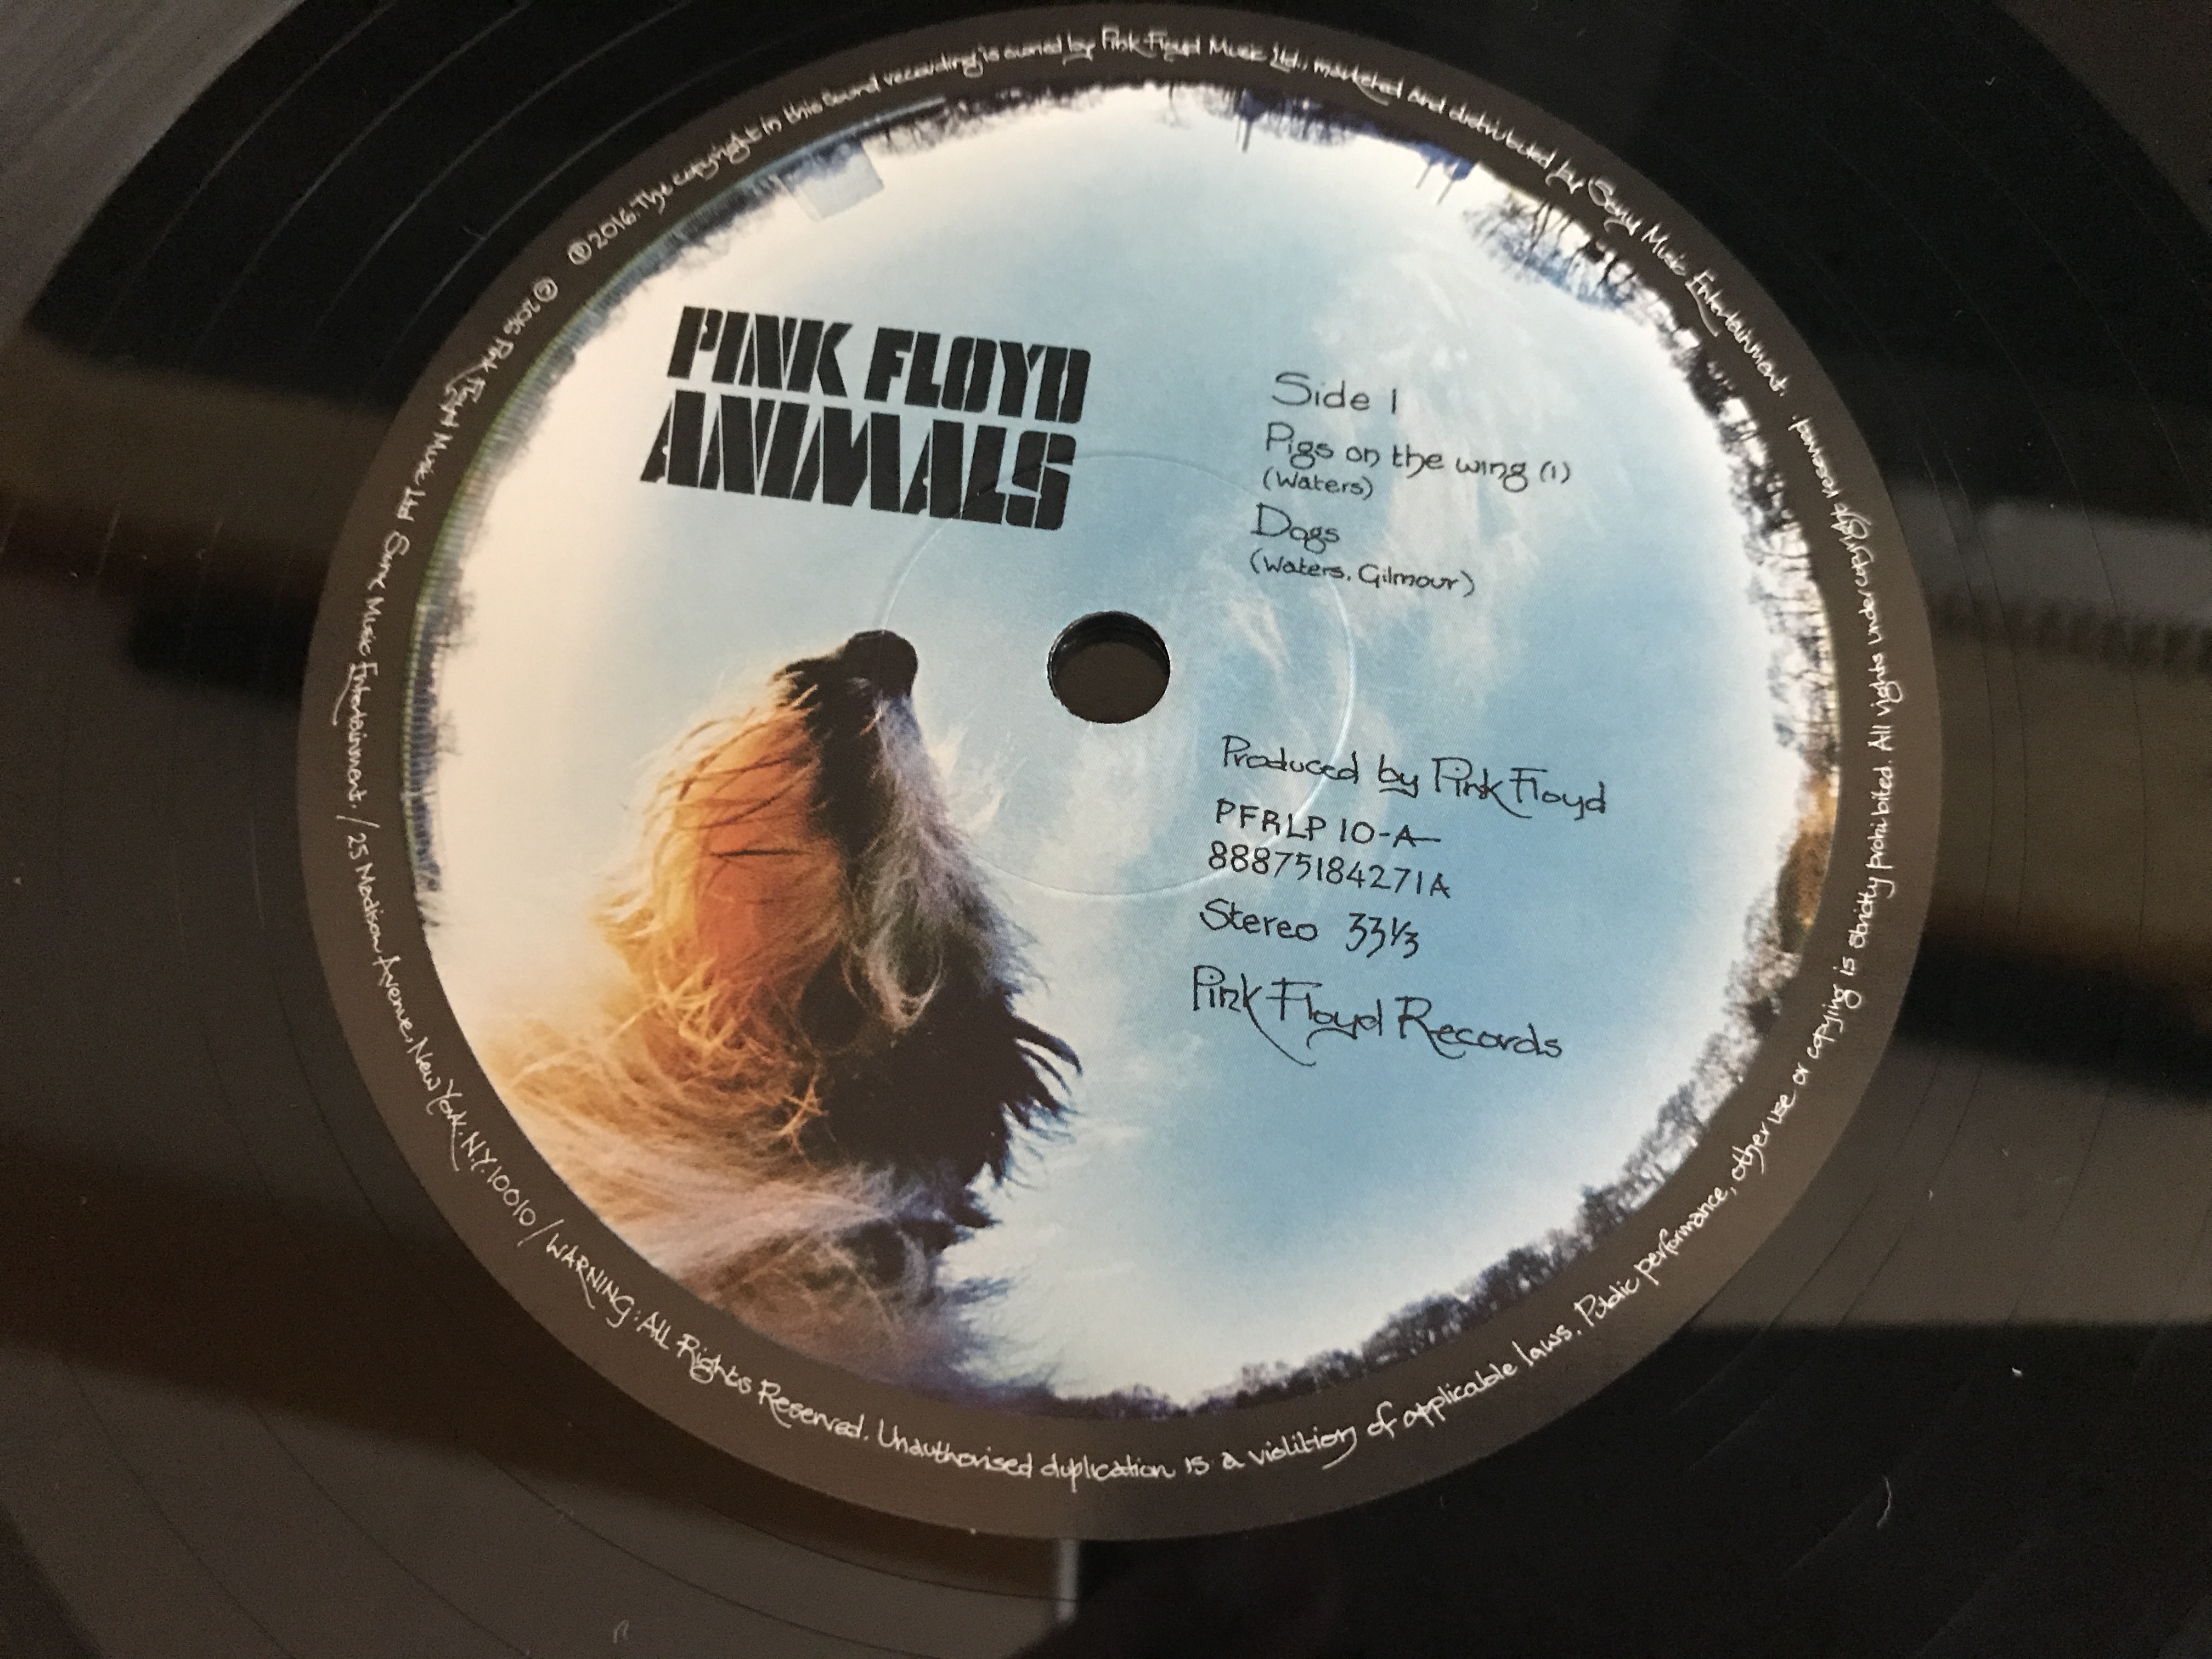 PINK FLOYD
ANIMALS
Side 1
Pigs on the wing (1)
(Waters)
Dogs
(Waters, Gilmour)
Produced by Pink Floyd
PFRLP 10-A
88875184271A
Stereo 33⅓
Pink Floyd Records
Ⓟ 2016. The copyright in this sound recording is owned by Pink Floyd Music Ltd., marketed and distributed by Sony Music Entertainment.
© 2016 Pink Floyd Music Ltd Sony Music Entertainment. / 25 Madison Avenue, New York. N.Y. 10010 / WARNING: All Rights Reserved. Unauthorised duplication is a violition of applicable laws. Public performance, other use or copying is strictly prohibited. All rights under copyright reserved.